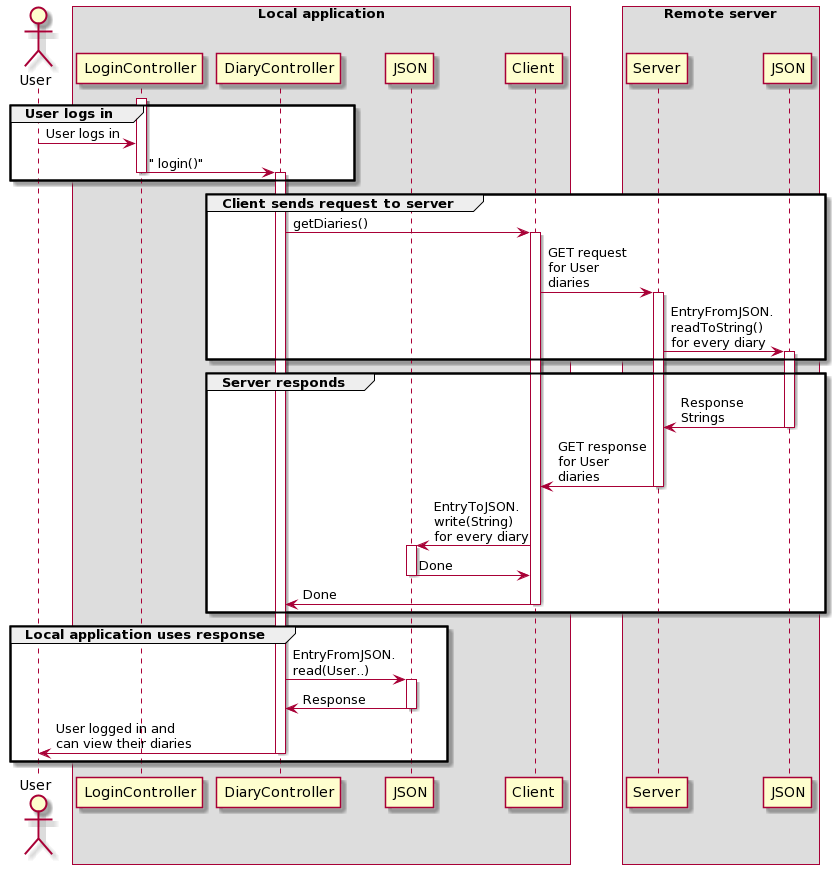 Local application
Remote server
User
LoginController
DiaryController
JSON
Client
Server
JSON
User logs in
User logs in
" login()"
Client sends request to server
getDiaries()
GET request
for User
diaries
EntryFromJSON.
readToString()
for every diary
Server responds
Response
Strings
GET response
for User
diaries
EntryToJSON.
write(String)
for every diary
Done
Done
Local application uses response
EntryFromJSON.
read(User..)
Response
User logged in and
can view their diaries
User
LoginController
DiaryController
JSON
Client
Server
JSON